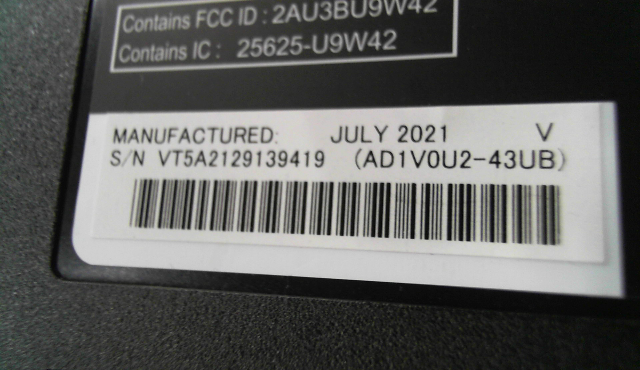 Contains FCC ID : 2AU3BU9W42
Contains IC : 25625-U9W42
MANUFACTURED: JULY 2021 V
S/N VT5A2129139419 (AD1V0U2-43UB)